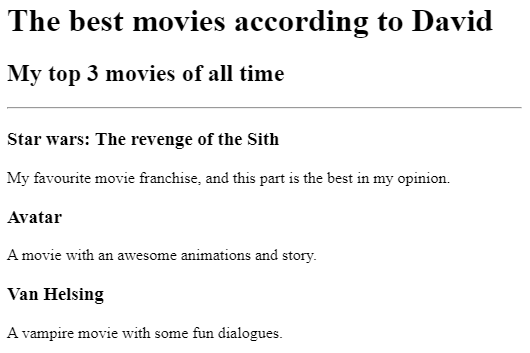 The best movies according to David
My top 3 movies of all time
Star wars: The revenge of the Sith
My favourite movie franchise, and this part is the best in my opinion.
Avatar
A movie with an awesome animations and story.
Van Helsing
A vampire movie with some fun dialogues.